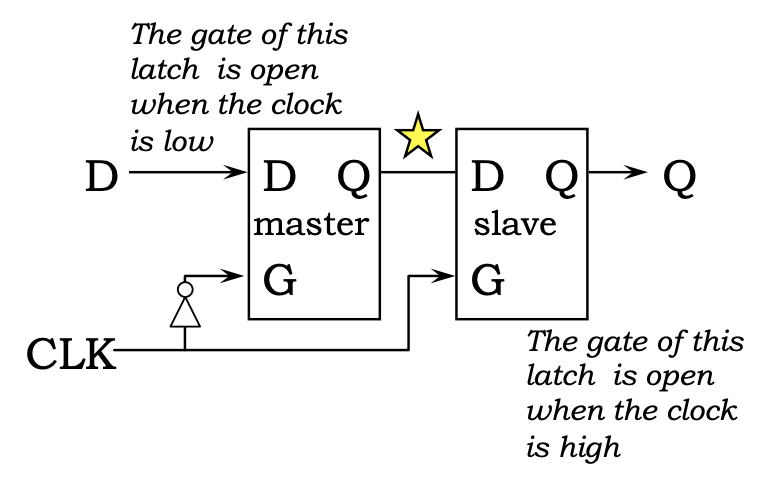 The gate of this
latch is open
when the clock
is low
D
D Q
D Q
Q
master
slave
G
G
CLK
The gate of this
latch is open
when the clock
is high